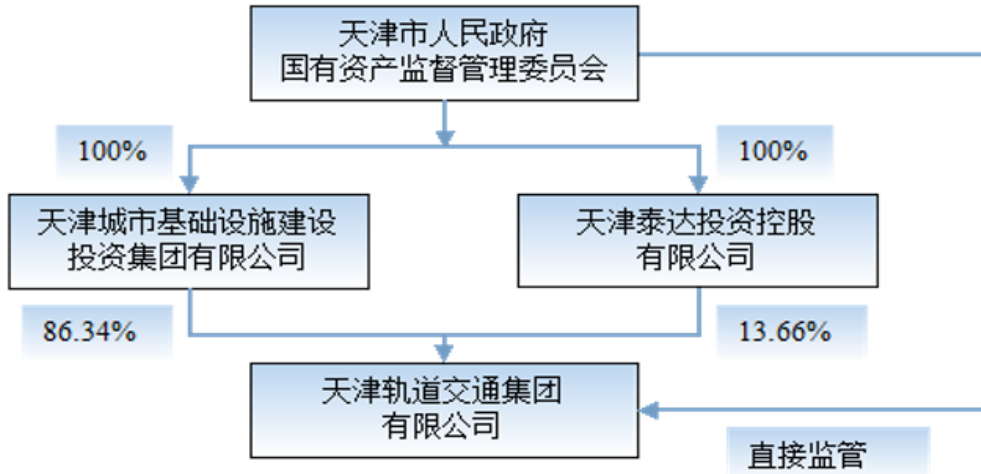 天津市人民政府
国有资产监督管理委员会
100%
100%
天津城市基础设施建设
投资集团有限公司
天津泰达投资控股
有限公司
86.34%
13.66%
天津轨道交通集团
有限公司
直接监管